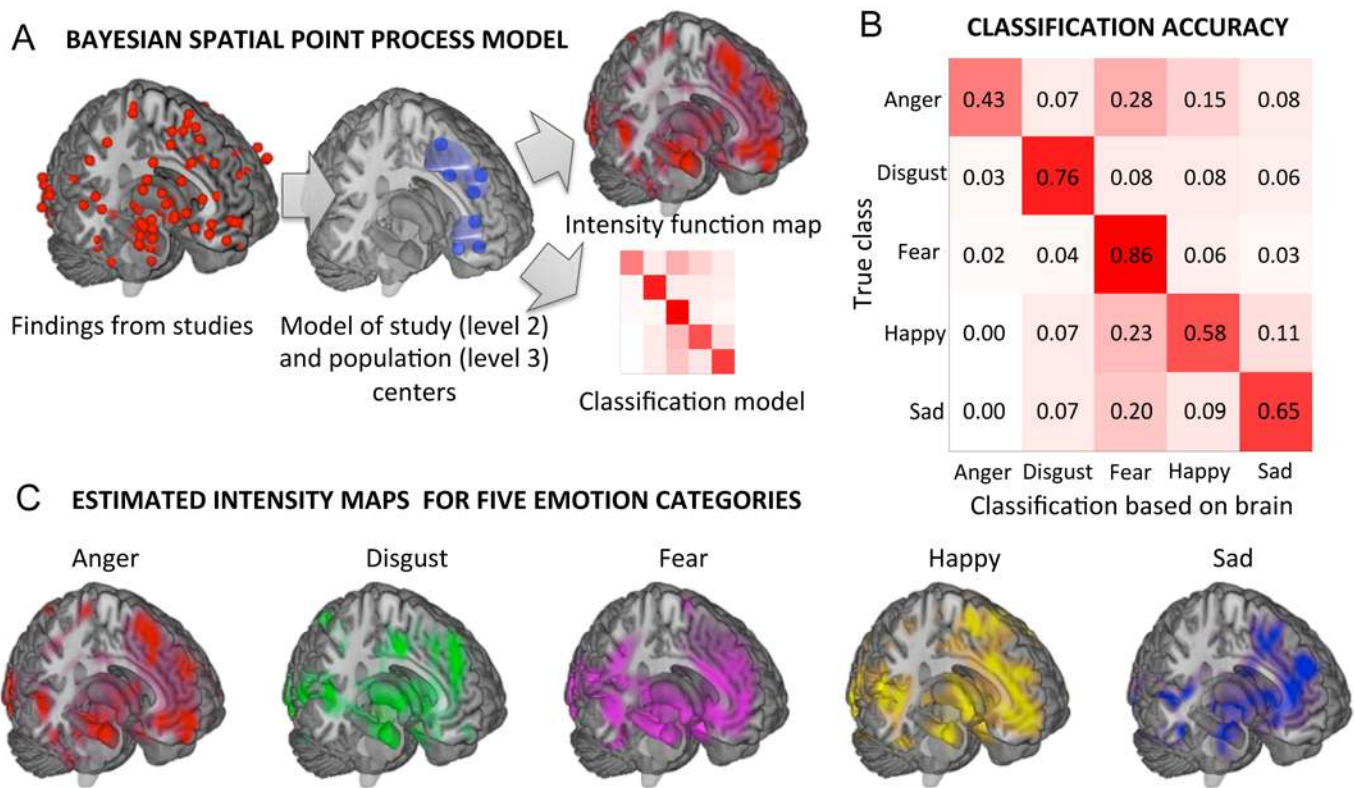 A BAYESIAN SPATIAL POINT PROCESS MODEL
Findings from studies
Model of study (level 2)
and population (level 3)
centers
Intensity function map
Classification model
B CLASSIFICATION ACCURACY
True class
Anger 0.43 0.07 0.28 0.15 0.08
Disgust 0.03 0.76 0.08 0.08 0.06
Fear 0.02 0.04 0.86 0.06 0.03
Happy 0.00 0.07 0.23 0.58 0.11
Sad 0.00 0.07 0.20 0.09 0.65
Anger Disgust Fear Happy Sad
Classification based on brain
C ESTIMATED INTENSITY MAPS FOR FIVE EMOTION CATEGORIES
Anger Disgust Fear Happy Sad